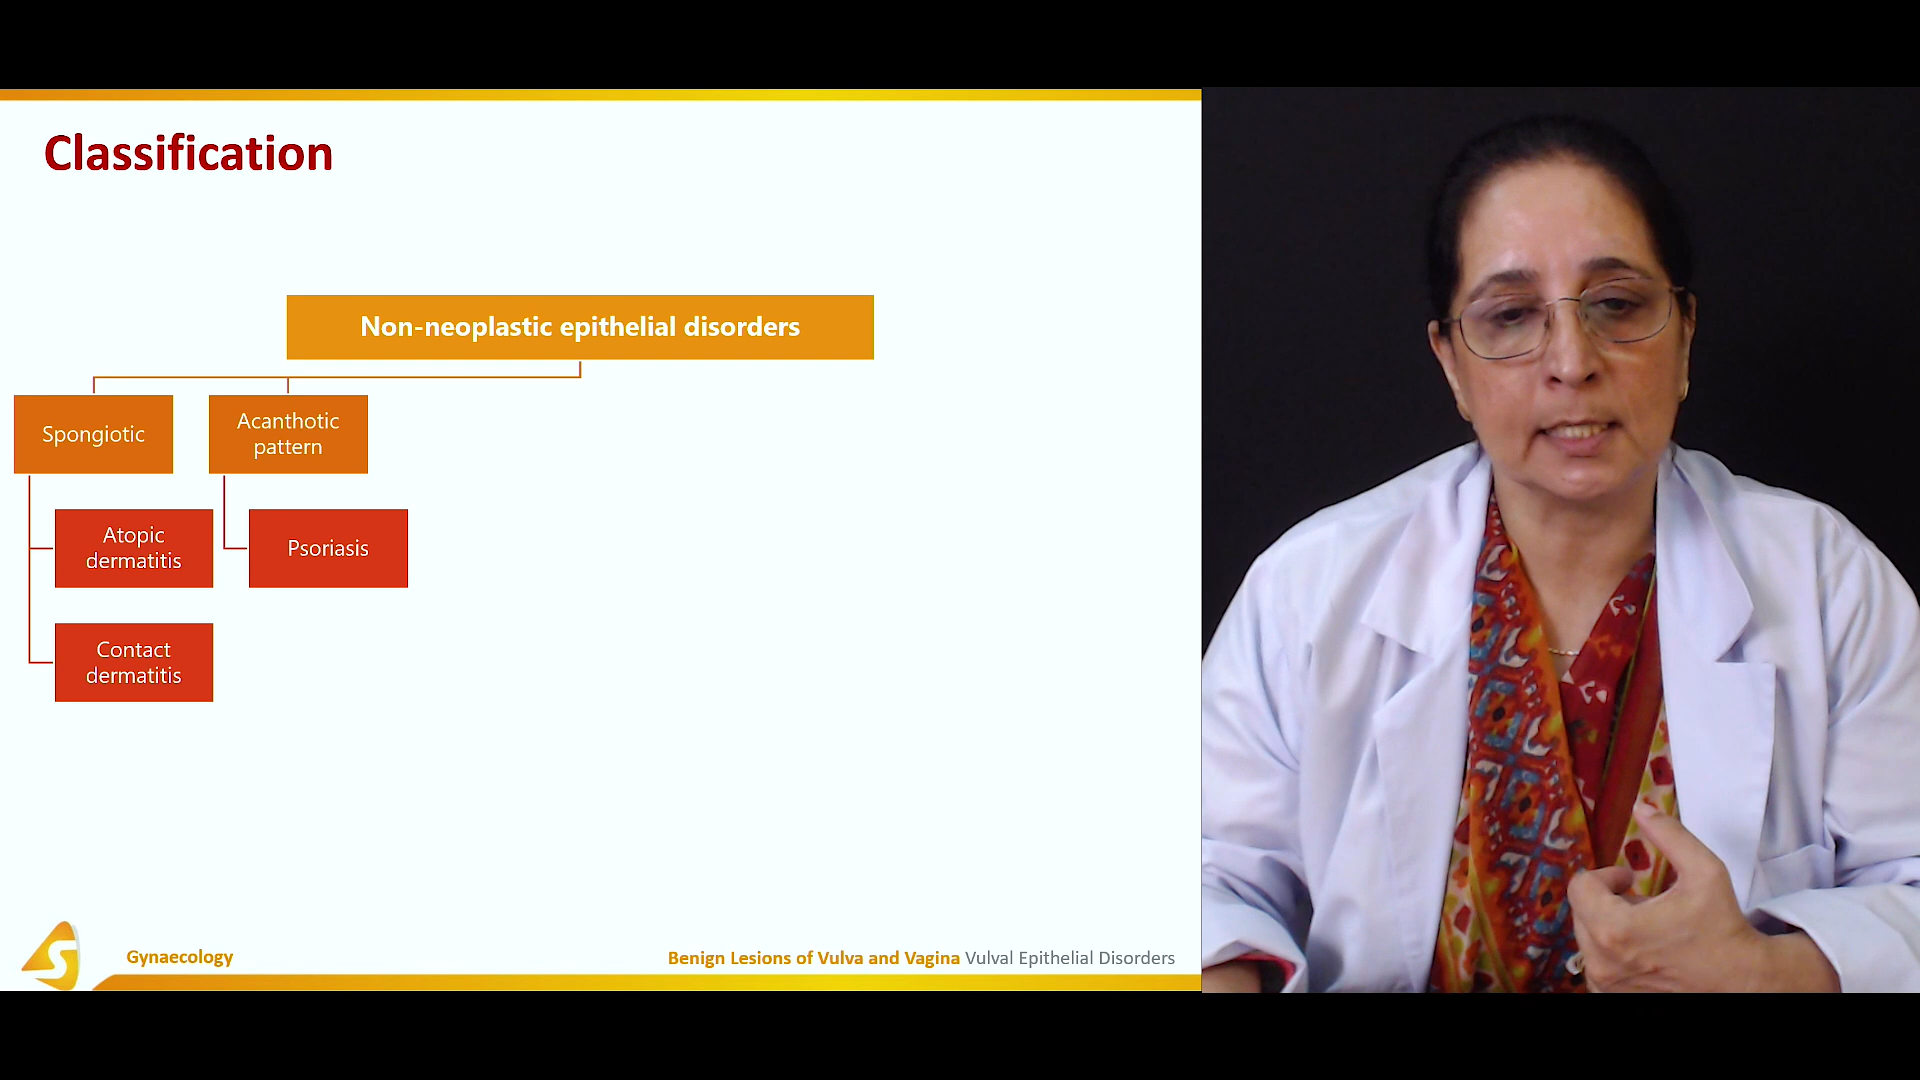 Classification
Non-neoplastic epithelial disorders
Spongiotic
Acanthotic
pattern
Atopic
dermatitis
Psoriasis
Contact
dermatitis
Gynaecology
Benign Lesions of Vulva and Vagina Vulval Epithelial Disorders